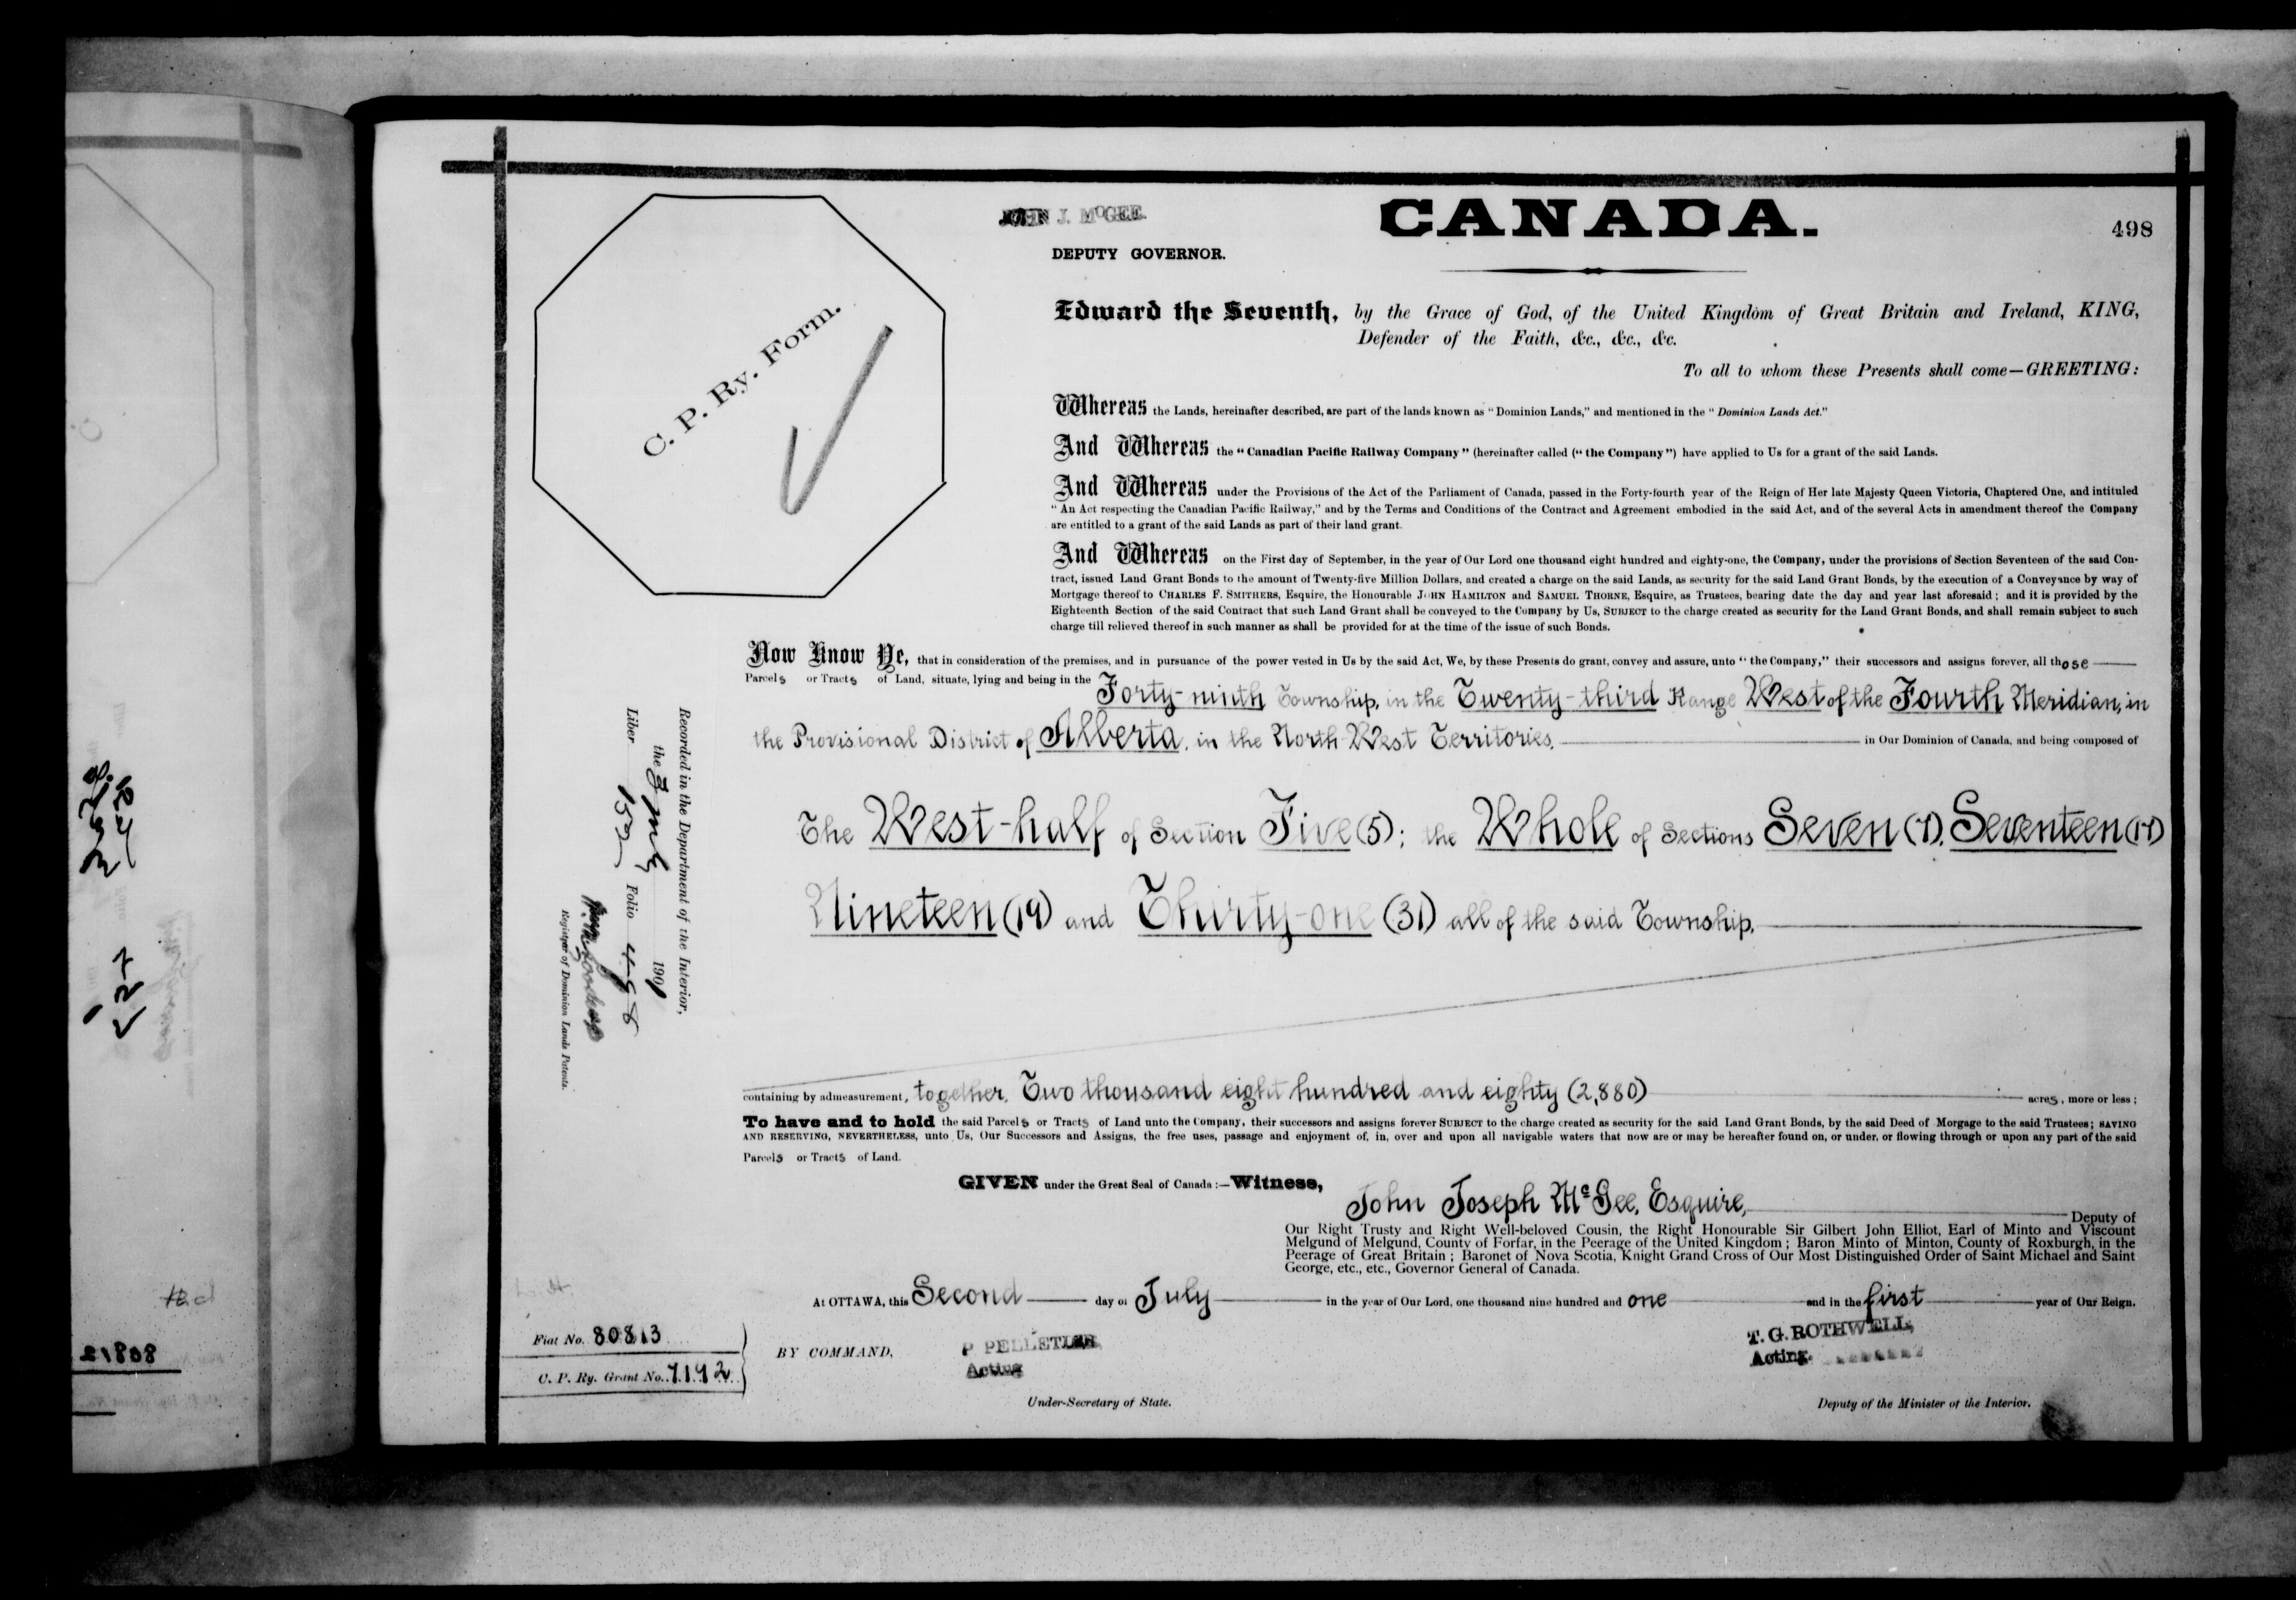 JOHN J. McGEE.
DEPUTY GOVERNOR.
CANADA.
498
C. P. Ry. Form.
Edward the Seventh, by the Grace of God, of the United Kingdom of Great Britain and Ireland, KING,
Defender of the Faith, &c., &c., &c.
To all to whom these Presents shall come—GREETING:
Whereas the Lands, hereinafter described, are part of the lands known as "Dominion Lands," and mentioned in the "Dominion Lands Act."
And Whereas the "Canadian Pacific Railway Company" (hereinafter called ("the Company") have applied to Us for a grant of the said Lands.
And Whereas under the Provisions of the Act of the Parliament of Canada, passed in the Forty-fourth year of the Reign of Her late Majesty Queen Victoria, Chaptered One, and intituled
"An Act respecting the Canadian Pacific Railway," and by the Terms and Conditions of the Contract and Agreement embodied in the said Act, and of the several Acts in amendment thereof the Company
are entitled to a grant of the said Lands as part of their land grant.
And Whereas on the First day of September, in the year of Our Lord one thousand eight hundred and eighty-one, the Company, under the provisions of Section Seventeen of the said Con-
tract, issued Land Grant Bonds to the amount of Twenty-five Million Dollars, and created a charge on the said Lands, as security for the said Land Grant Bonds, by the execution of a Conveyance by way of
Mortgage thereof to CHARLES F. SMITHERS, Esquire, the Honourable JOHN HAMILTON and SAMUEL THORNE, Esquire, as Trustees, bearing date the day and year last aforesaid; and it is provided by the
Eighteenth Section of the said Contract that such Land Grant shall be conveyed to the Company by Us, SUBJECT to the charge created as security for the Land Grant Bonds, and shall remain subject to such
charge till relieved thereof in such manner as shall be provided for at the time of the issue of such Bonds.
Now Know Ye, that in consideration of the premises, and in pursuance of the power vested in Us by the said Act, We, by these Presents do grant, convey and assure, unto "the Company," their successors and assigns forever, all those
Parcels or Tracts of Land, situate, lying and being in the Forty-ninth Township, in the Twenty-third Range West of the Fourth Meridian, in
the Provisional District of Alberta, in the North West Territories, in Our Dominion of Canada, and being composed of
The West-half of Section Five (5); the Whole of Sections Seven (7), Seventeen (17)
Nineteen (19) and Thirty-one (31) all of the said Township.
containing by admeasurement, together, Two thousand eight hundred and eighty (2,880) acres, more or less;
To have and to hold the said Parcels or Tracts of Land unto the Company, their successors and assigns forever SUBJECT to the charge created as security for the said Land Grant Bonds, by the said Deed of Morgage to the said Trustees; SAVING
AND RESERVING, NEVERTHELESS, unto Us, Our Successors and Assigns, the free uses, passage and enjoyment of, in, over and upon all navigable waters that now are or may be hereafter found on, or under, or flowing through or upon any part of the said
Parcels or Tracts of Land.
GIVEN under the Great Seal of Canada:—Witness,
John Joseph McGee, Esquire, Deputy of
Our Right Trusty and Right Well-beloved Cousin, the Right Honourable Sir Gilbert John Elliot, Earl of Minto and Viscount
Melgund of Melgund, County of Forfar, in the Peerage of the United Kingdom; Baron Minto of Minton, County of Roxburgh, in the
Peerage of Great Britain; Baronet of Nova Scotia, Knight Grand Cross of Our Most Distinguished Order of Saint Michael and Saint
George, etc., etc., Governor General of Canada.
At OTTAWA, this Second day of July in the year of Our Lord, one thousand nine hundred and one and in the first year of Our Reign.
BY COMMAND,
P PELLETIER
Acting
Under-Secretary of State.
T. G. ROTHWELL,
Acting
Deputy of the Minister of the Interior.
Fiat No. 80813
C. P. Ry. Grant No. 7192
Recorded in the Department of the Interior,
the 3 July 1901
Liber 152 Folio 498
Register of Dominion Lands Patents.